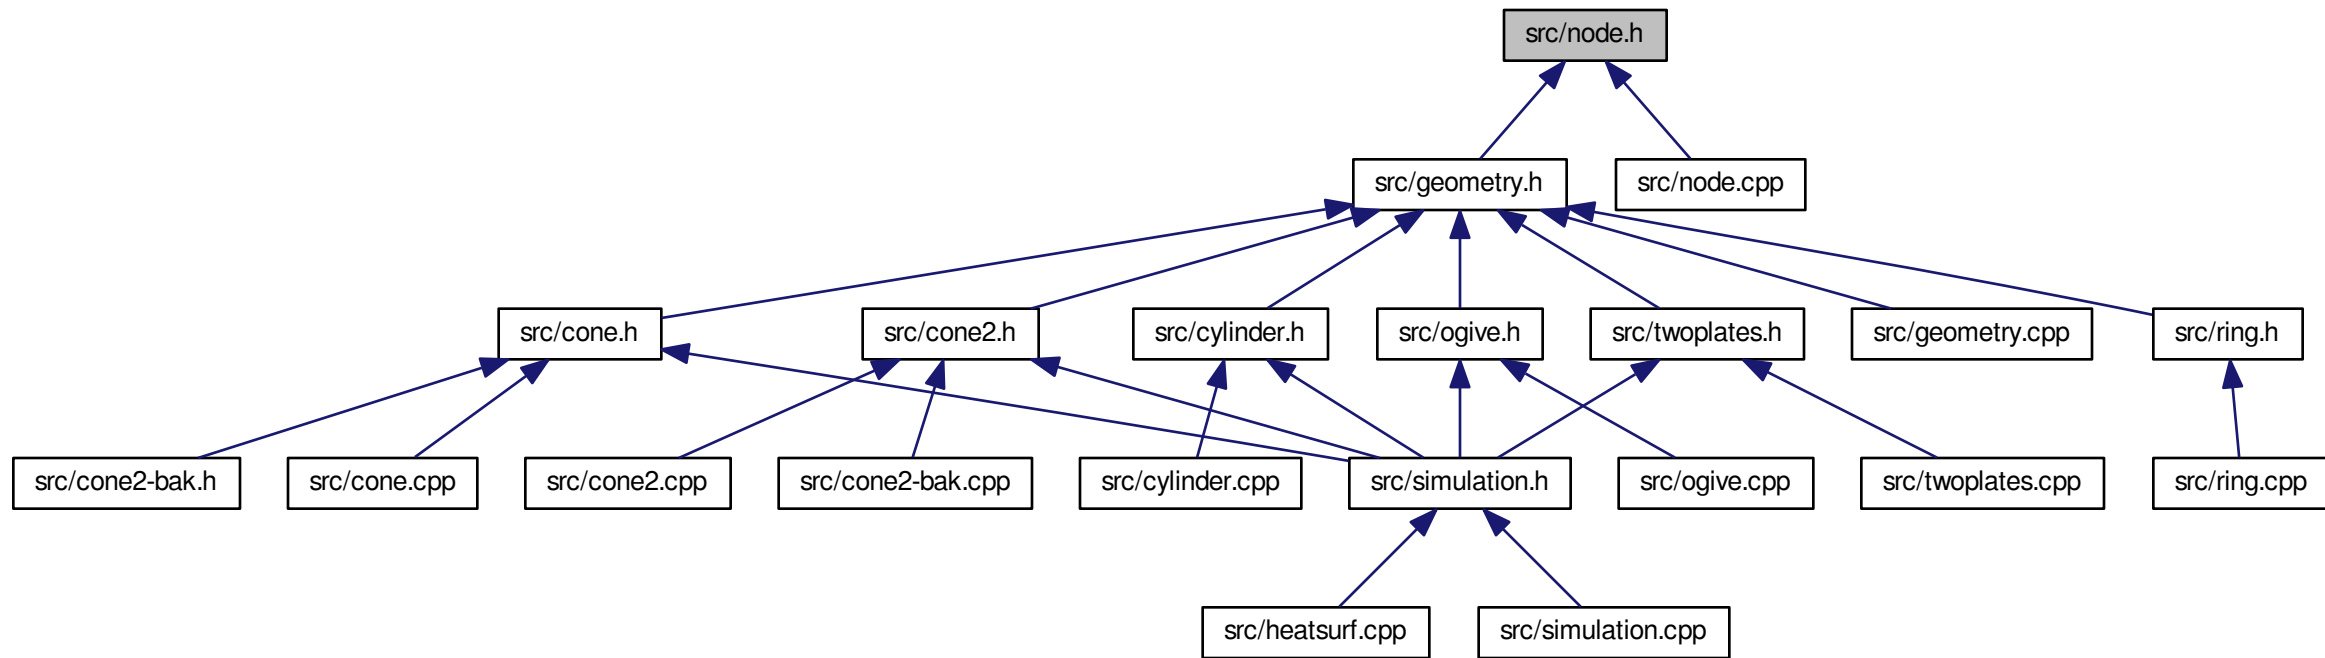 src/node.h
src/geometry.h
src/node.cpp
src/cone.h
src/cone2.h
src/cylinder.h
src/ogive.h
src/twoplates.h
src/geometry.cpp
src/ring.h
src/cone2-bak.h
src/cone.cpp
src/cone2.cpp
src/cone2-bak.cpp
src/cylinder.cpp
src/simulation.h
src/ogive.cpp
src/twoplates.cpp
src/ring.cpp
src/heatsurf.cpp
src/simulation.cpp